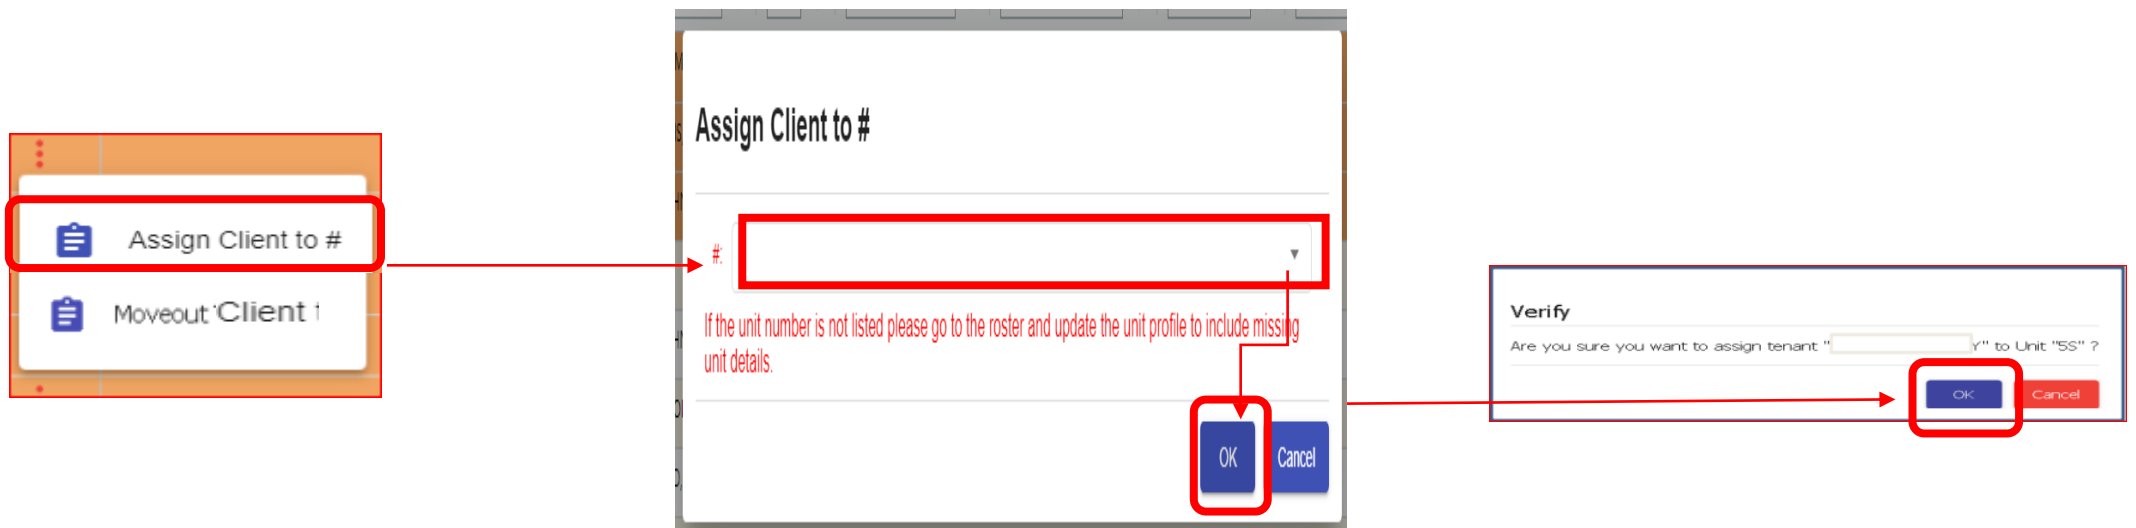 Assign Client to #
Moveout Client
Assign Client to #
#:
If the unit number is not listed please go to the roster and update the unit profile to include missing
unit details.
OK Cancel
Verify
Are you sure you want to assign tenant " Y" to Unit "5S" ?
OK Cancel